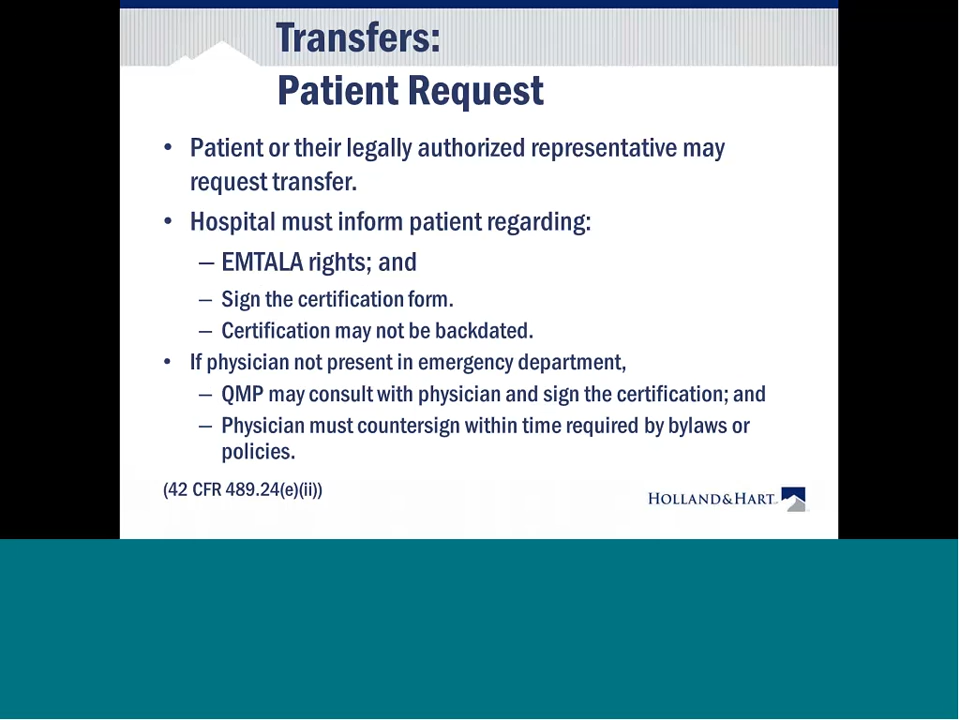 Transfers:
Patient Request
• Patient or their legally authorized representative may
request transfer.
• Hospital must inform patient regarding:
– EMTALA rights; and
– Sign the certification form.
– Certification may not be backdated.
• If physician not present in emergency department,
– QMP may consult with physician and sign the certification; and
– Physician must countersign within time required by bylaws or
policies.
(42 CFR 489.24(e)(ii))
HOLLAND&HART